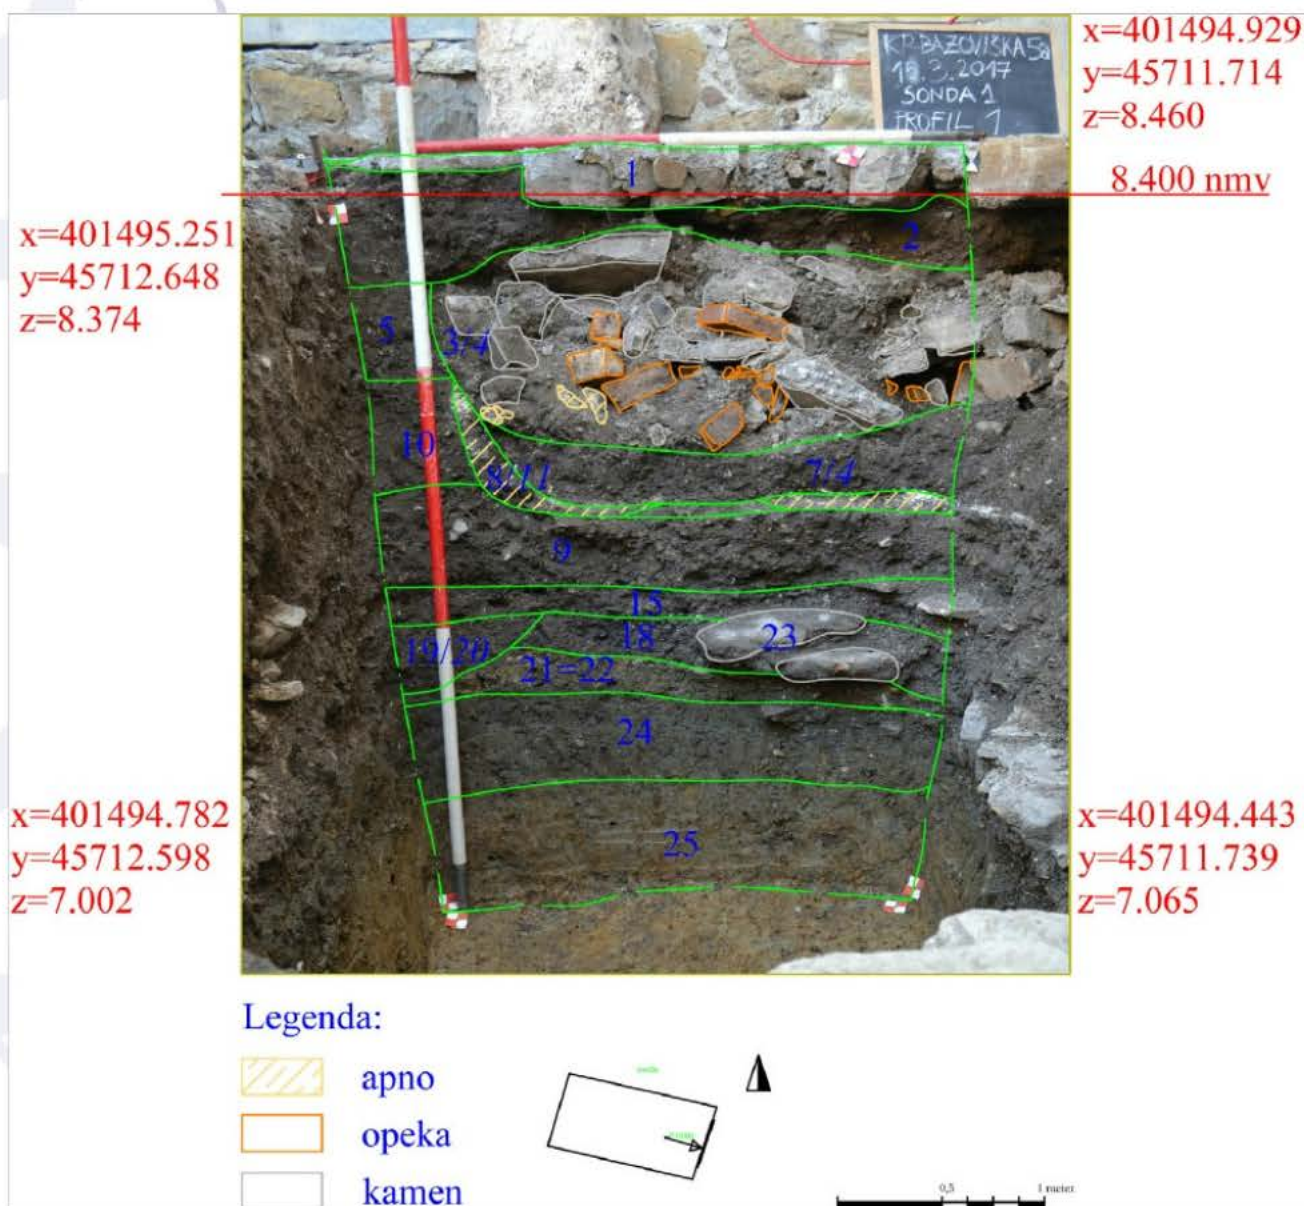 KR BAZOVIŠKA 5a
2017
SONDA 1
PROFIL 1
x=401494.929
y=45711.714
z=8.460
8.400 nmv
x=401495.251
y=45712.648
z=8.374
1
2
5
3/4
10
8/11
7/4
9
15
18
23
19/20
21=22
24
25
x=401494.782
y=45712.598
z=7.002
x=401494.443
y=45711.739
z=7.065
Legenda:
apno
opeka
kamen
0,5
1 meter